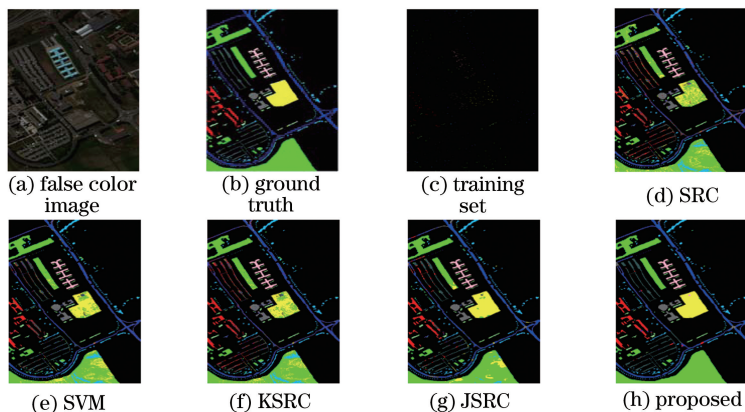 (a) false color
image
(b) ground
truth
(c) training
set
(d) SRC
(e) SVM
(f) KSRC
(g) JSRC
(h) proposed